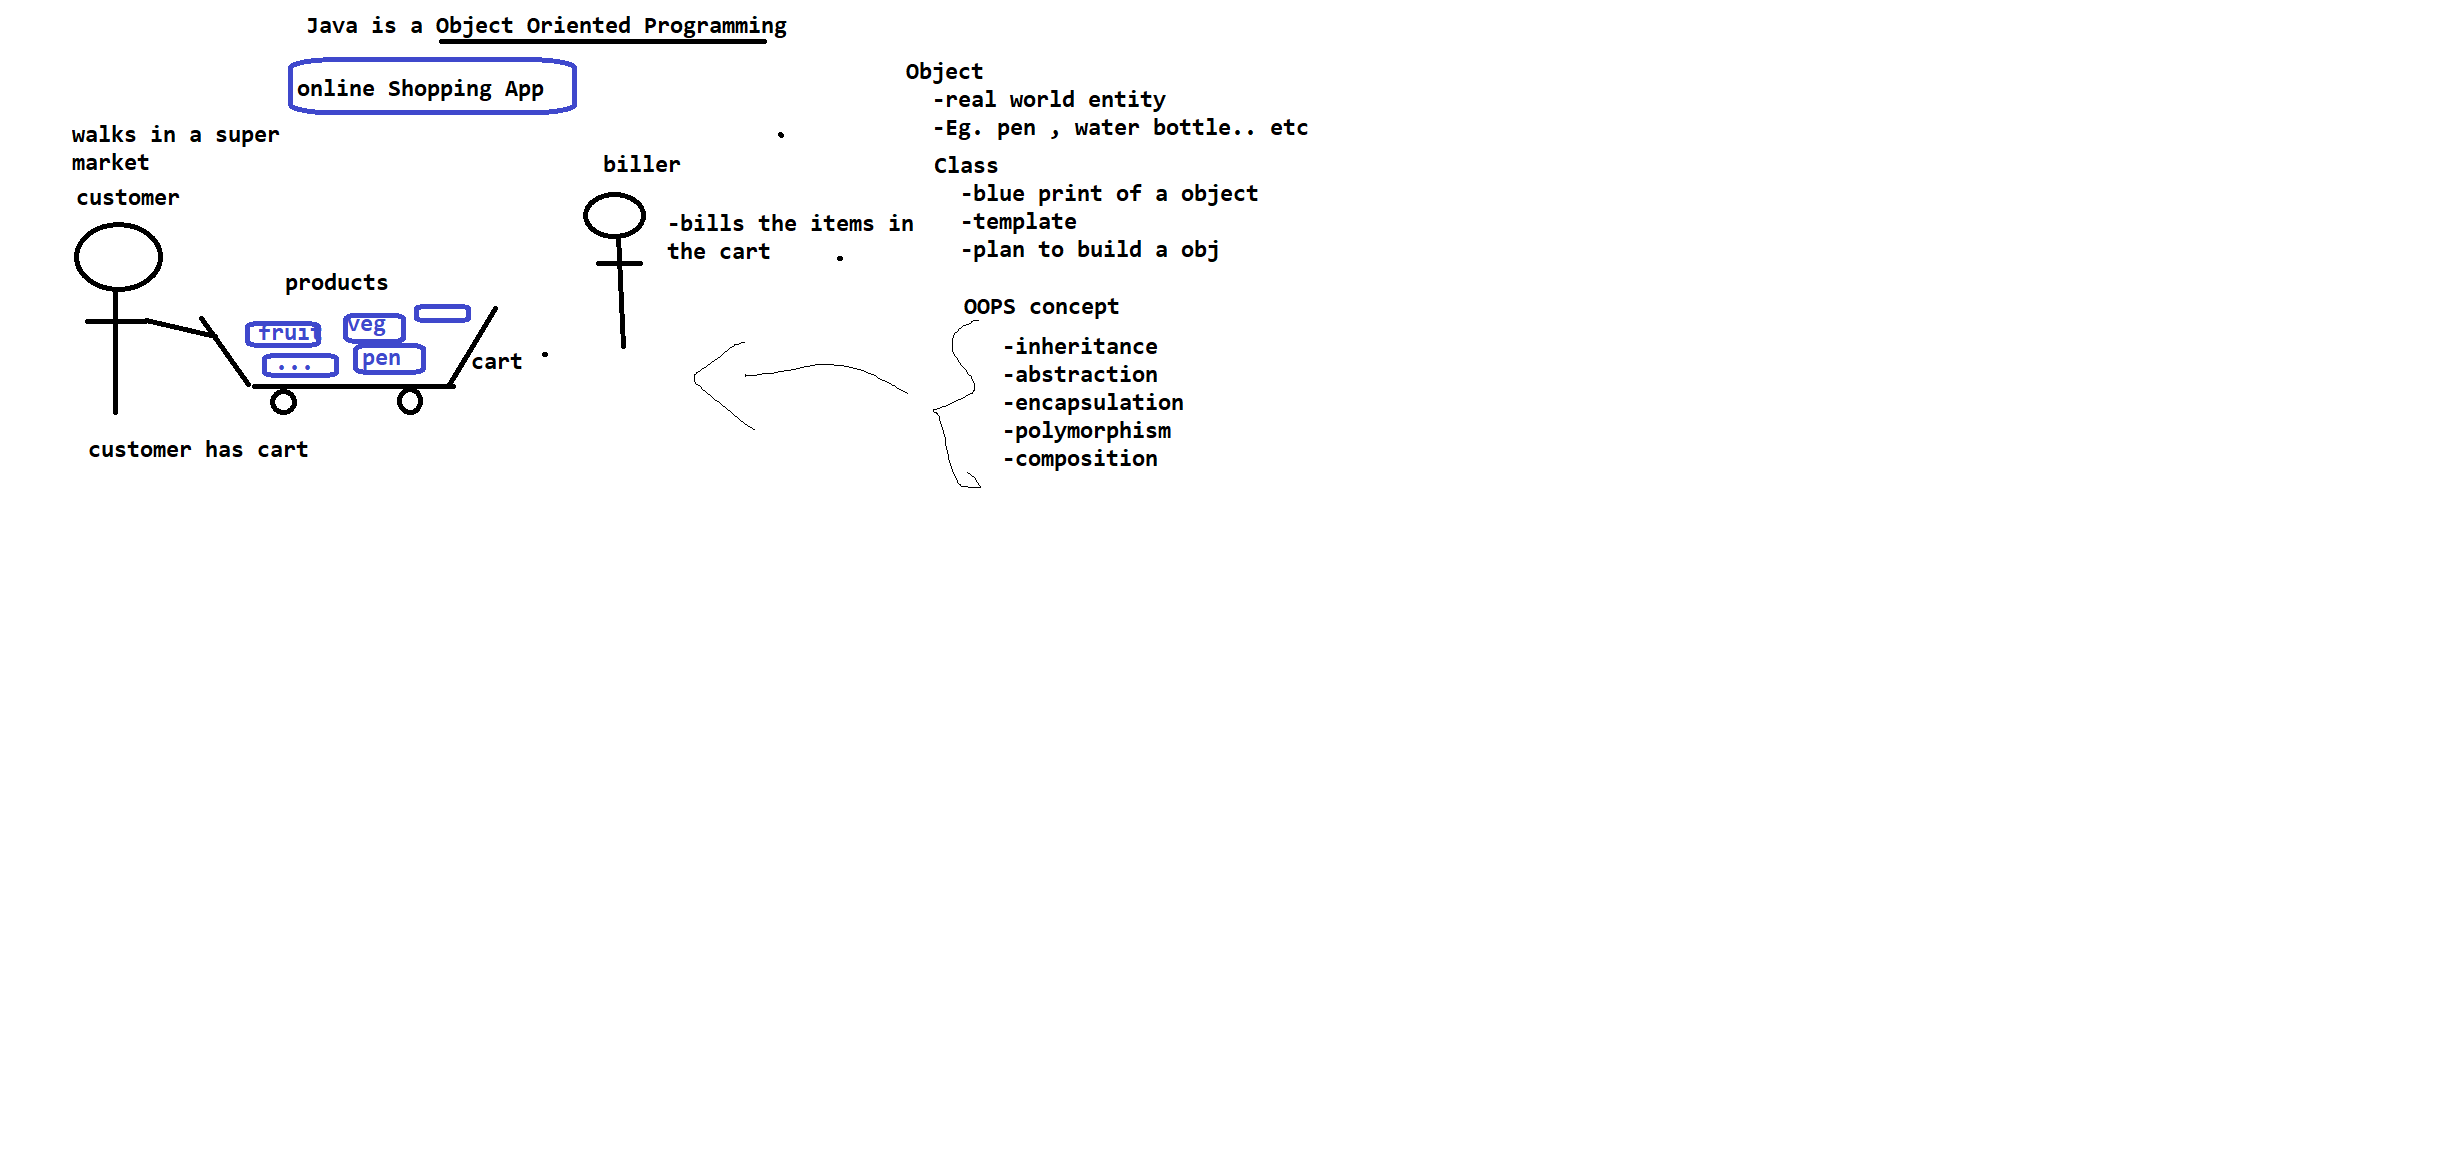 Java is a Object Oriented Programming
online Shopping App
walks in a super
market
customer
products
fruit
veg
...
pen
cart
customer has cart
biller
-bills the items in
the cart
Object
-real world entity
-Eg. pen , water bottle.. etc
Class
-blue print of a object
-template
-plan to build a obj
OOPS concept
-inheritance
-abstraction
-encapsulation
-polymorphism
-composition